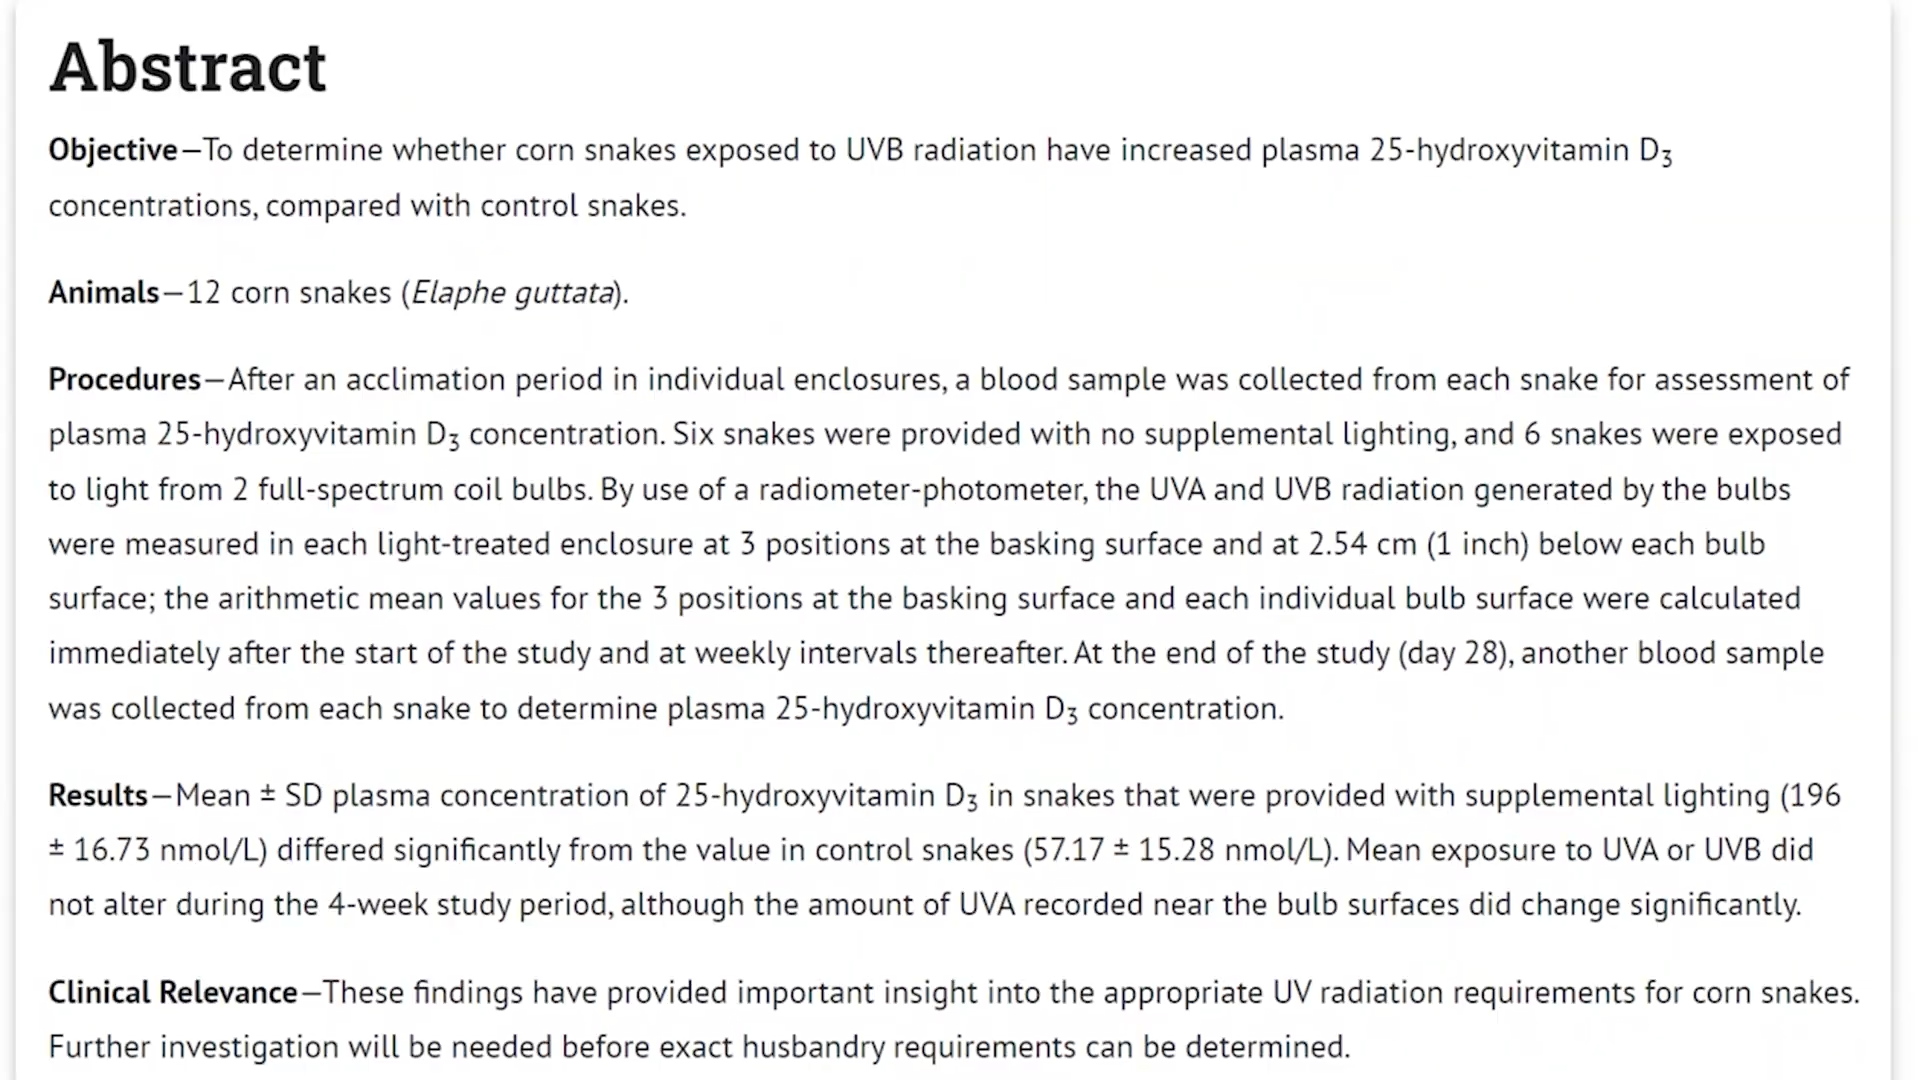 Abstract
Objective—To determine whether corn snakes exposed to UVB radiation have increased plasma 25-hydroxyvitamin D₃
concentrations, compared with control snakes.
Animals—12 corn snakes (Elaphe guttata).
Procedures—After an acclimation period in individual enclosures, a blood sample was collected from each snake for assessment of
plasma 25-hydroxyvitamin D₃ concentration. Six snakes were provided with no supplemental lighting, and 6 snakes were exposed
to light from 2 full-spectrum coil bulbs. By use of a radiometer-photometer, the UVA and UVB radiation generated by the bulbs
were measured in each light-treated enclosure at 3 positions at the basking surface and at 2.54 cm (1 inch) below each bulb
surface; the arithmetic mean values for the 3 positions at the basking surface and each individual bulb surface were calculated
immediately after the start of the study and at weekly intervals thereafter. At the end of the study (day 28), another blood sample
was collected from each snake to determine plasma 25-hydroxyvitamin D₃ concentration.
Results—Mean ± SD plasma concentration of 25-hydroxyvitamin D₃ in snakes that were provided with supplemental lighting (196
± 16.73 nmol/L) differed significantly from the value in control snakes (57.17 ± 15.28 nmol/L). Mean exposure to UVA or UVB did
not alter during the 4-week study period, although the amount of UVA recorded near the bulb surfaces did change significantly.
Clinical Relevance—These findings have provided important insight into the appropriate UV radiation requirements for corn snakes.
Further investigation will be needed before exact husbandry requirements can be determined.